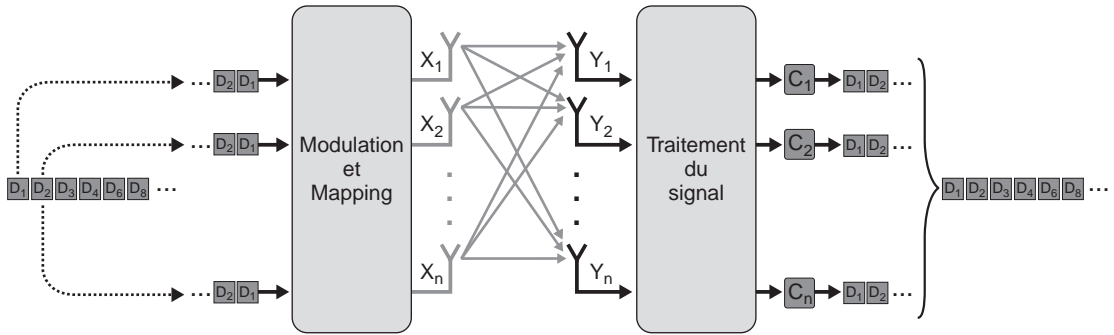 D1 D2 D3 D4 D6 D8 ...
... D2 D1
... D2 D1
... D2 D1
Modulation
et
Mapping
X1
X2
Xn
Y1
Y2
Yn
Traitement
du
signal
C1
D1 D2 ...
C2
D1 D2 ...
Cn
D1 D2 ...
D1 D2 D3 D4 D6 D8 ...